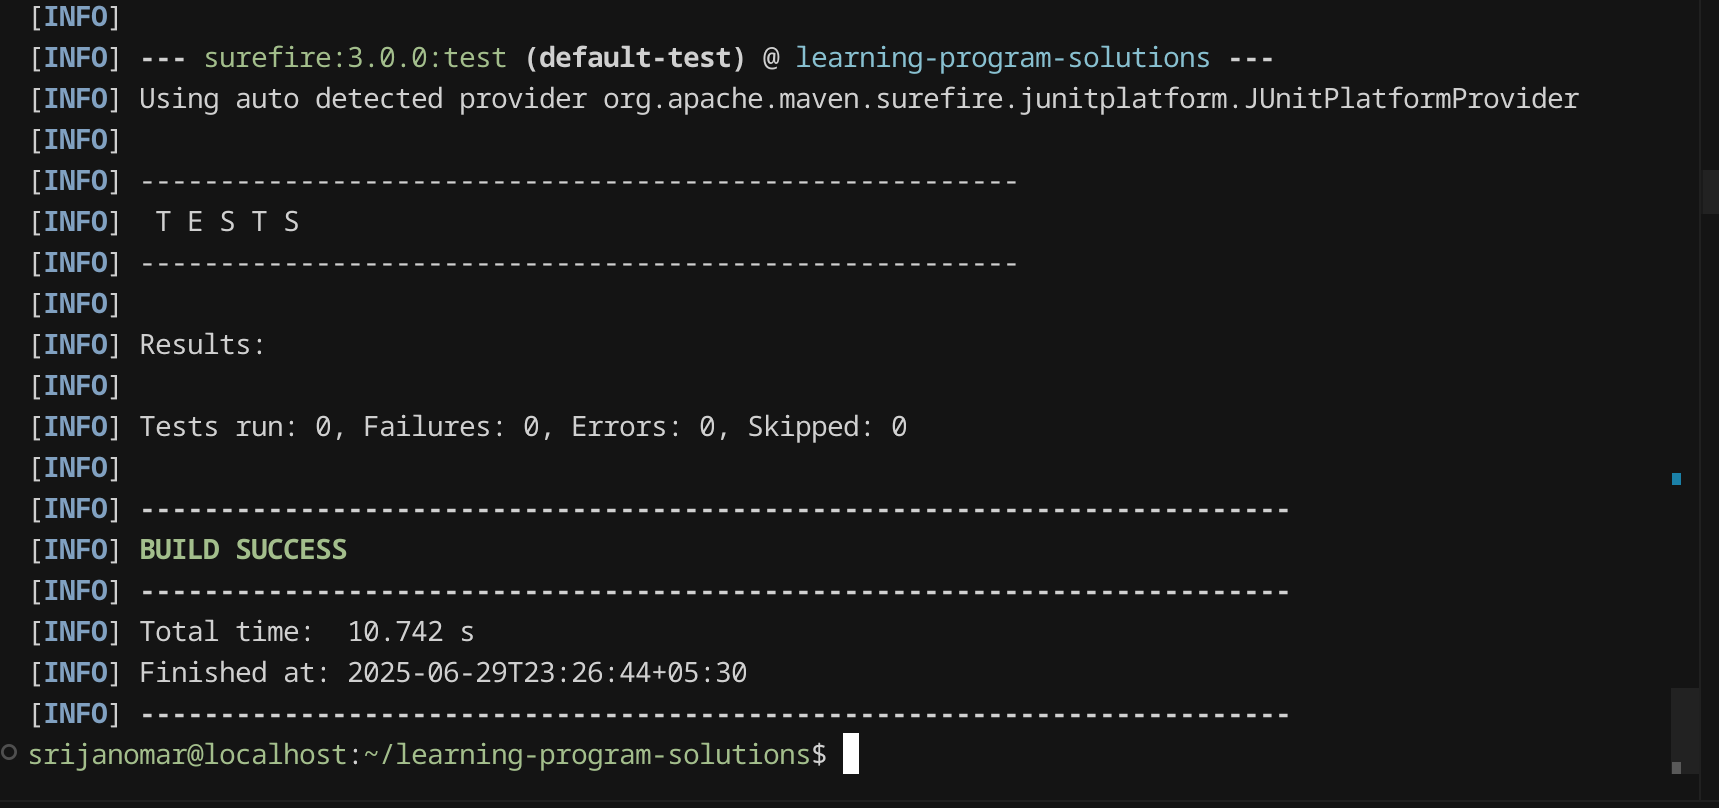 [INFO]
[INFO] --- surefire:3.0.0:test (default-test) @ learning-program-solutions ---
[INFO] Using auto detected provider org.apache.maven.surefire.junitplatform.JUnitPlatformProvider
[INFO]
[INFO] -------------------------------------------------------
[INFO]  T E S T S
[INFO] -------------------------------------------------------
[INFO]
[INFO] Results:
[INFO]
[INFO] Tests run: 0, Failures: 0, Errors: 0, Skipped: 0
[INFO]
[INFO] ------------------------------------------------------------------------
[INFO] BUILD SUCCESS
[INFO] ------------------------------------------------------------------------
[INFO] Total time:  10.742 s
[INFO] Finished at: 2025-06-29T23:26:44+05:30
[INFO] ------------------------------------------------------------------------
srijanomar@localhost:~/learning-program-solutions$